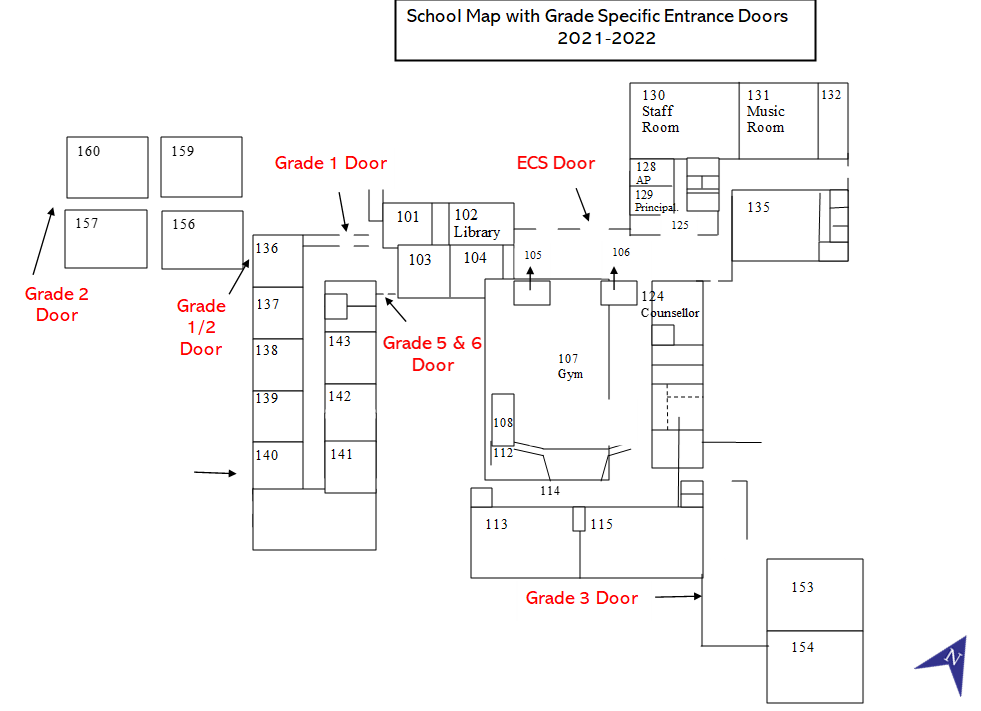 School Map with Grade Specific Entrance Doors
2021-2022
130
Staff
Room
131
Music
Room
132
160
159
Grade 1 Door
ECS Door
128
AP
129
Principal.
157
156
101
102
Library
125
135
136
103
104
105
106
Grade 2
Door
Grade
1/2
Door
137
124
Counsellor
138
143
Grade 5 & 6
Door
107
Gym
139
142
108
140
141
112
114
113
115
Grade 3 Door
153
154
N